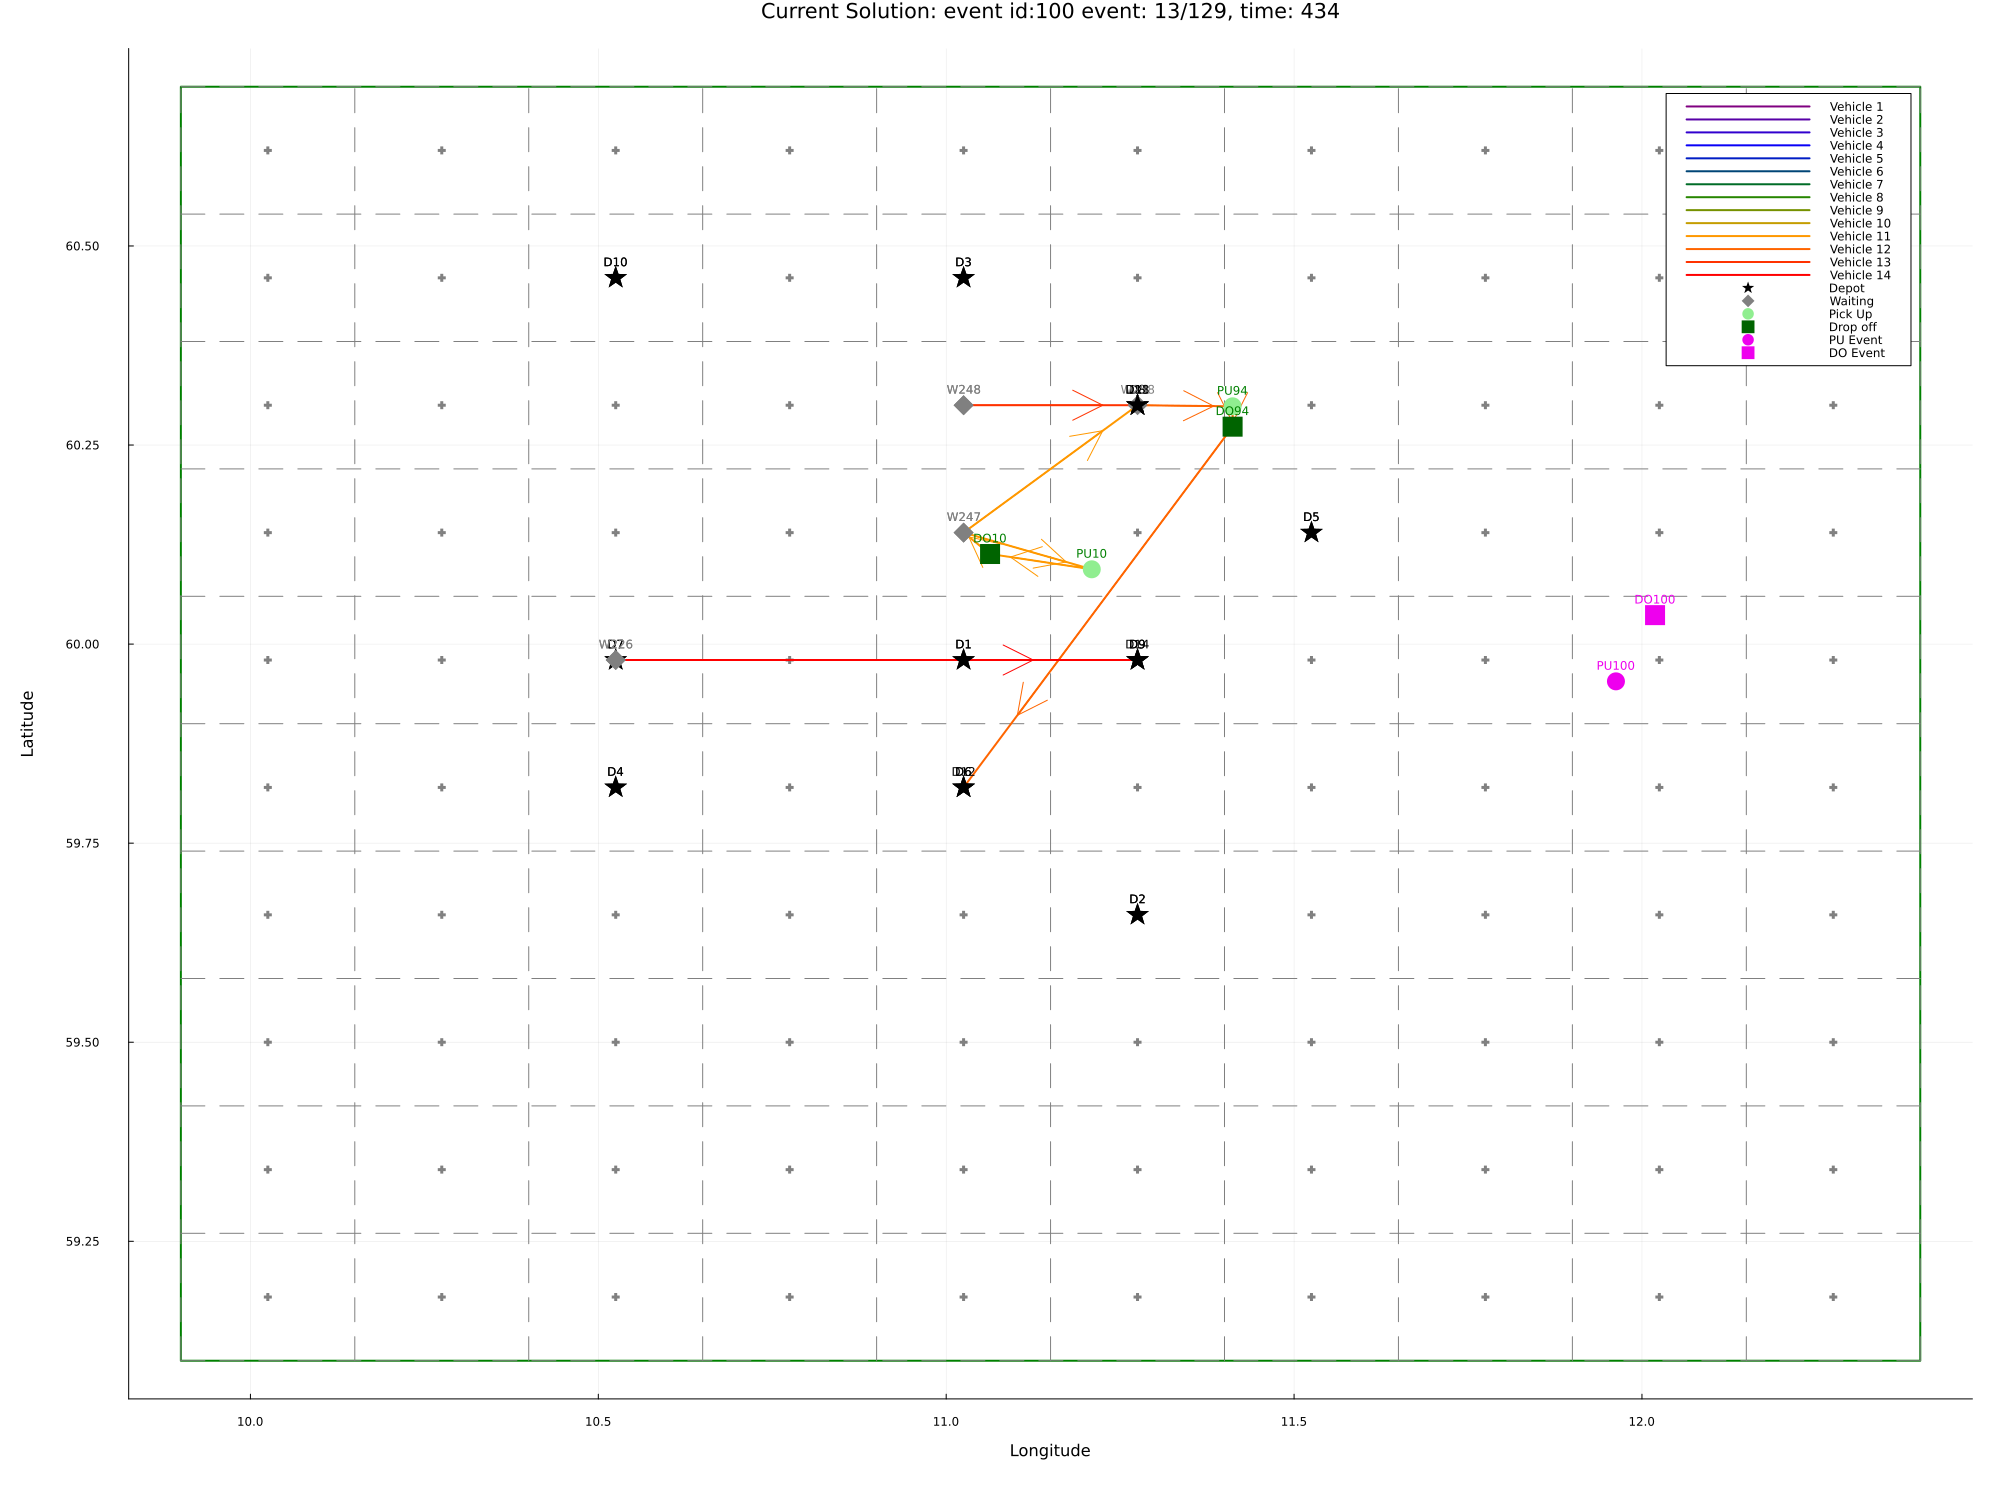 Current Solution: event id:100 event: 13/129, time: 434
Vehicle 1
Vehicle 2
Vehicle 3
Vehicle 4
Vehicle 5
Vehicle 6
Vehicle 7
Vehicle 8
Vehicle 9
Vehicle 10
Vehicle 11
Vehicle 12
Vehicle 13
Vehicle 14
Depot
Waiting
Pick Up
Drop off
PU Event
DO Event
60.50
D10
D3
W248
PU94
DO94
60.25
W247
D5
DO10
PU10
DO100
60.00
D1
PU100
D4
59.75
D2
59.50
59.25
10.0
10.5
11.0
11.5
12.0
Latitude
Longitude